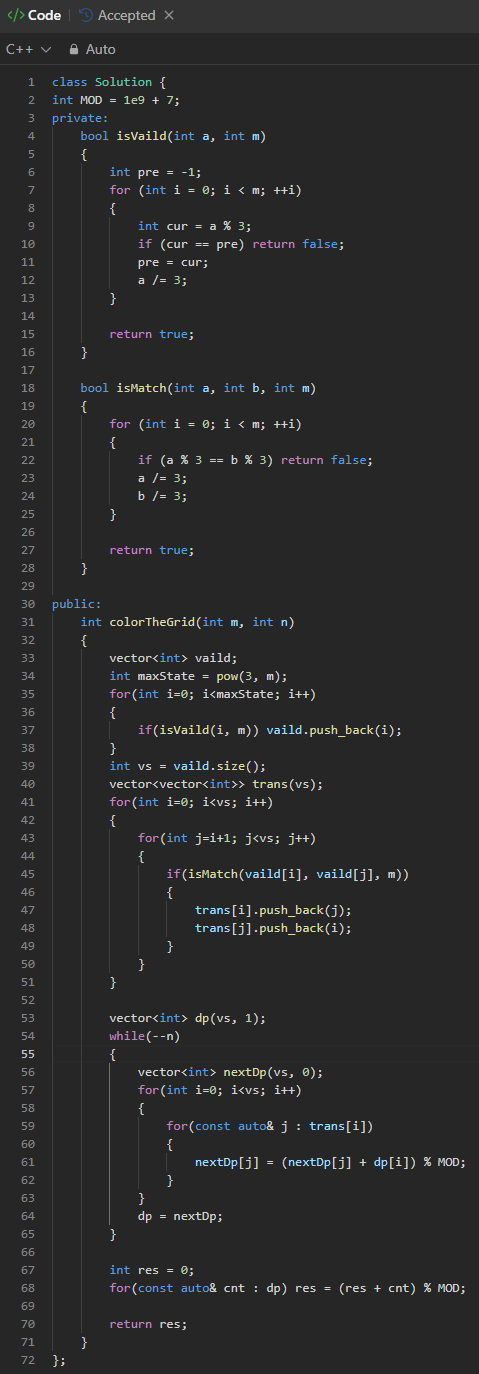 </> Code Accepted ×
C++ Auto
1 class Solution {
2 int MOD = 1e9 + 7;
3 private:
4     bool isVaild(int a, int m)
5     {
6         int pre = -1;
7         for (int i = 0; i < m; ++i)
8         {
9             int cur = a % 3;
10             if (cur == pre) return false;
11             pre = cur;
12             a /= 3;
13         }
14
15         return true;
16     }
17
18     bool isMatch(int a, int b, int m)
19     {
20         for (int i = 0; i < m; ++i)
21         {
22             if (a % 3 == b % 3) return false;
23             a /= 3;
24             b /= 3;
25         }
26
27         return true;
28     }
29
30 public:
31     int colorTheGrid(int m, int n)
32     {
33         vector<int> vaild;
34         int maxState = pow(3, m);
35         for(int i=0; i<maxState; i++)
36         {
37             if(isVaild(i, m)) vaild.push_back(i);
38         }
39         int vs = vaild.size();
40         vector<vector<int>> trans(vs);
41         for(int i=0; i<vs; i++)
42         {
43             for(int j=i+1; j<vs; j++)
44             {
45                 if(isMatch(vaild[i], vaild[j], m))
46                 {
47                     trans[i].push_back(j);
48                     trans[j].push_back(i);
49                 }
50             }
51         }
52
53         vector<int> dp(vs, 1);
54         while(--n)
55         {
56             vector<int> nextDp(vs, 0);
57             for(int i=0; i<vs; i++)
58             {
59                 for(const auto& j : trans[i])
60                 {
61                     nextDp[j] = (nextDp[j] + dp[i]) % MOD;
62                 }
63             }
64             dp = nextDp;
65         }
66
67         int res = 0;
68         for(const auto& cnt : dp) res = (res + cnt) % MOD;
69
70         return res;
71     }
72 };